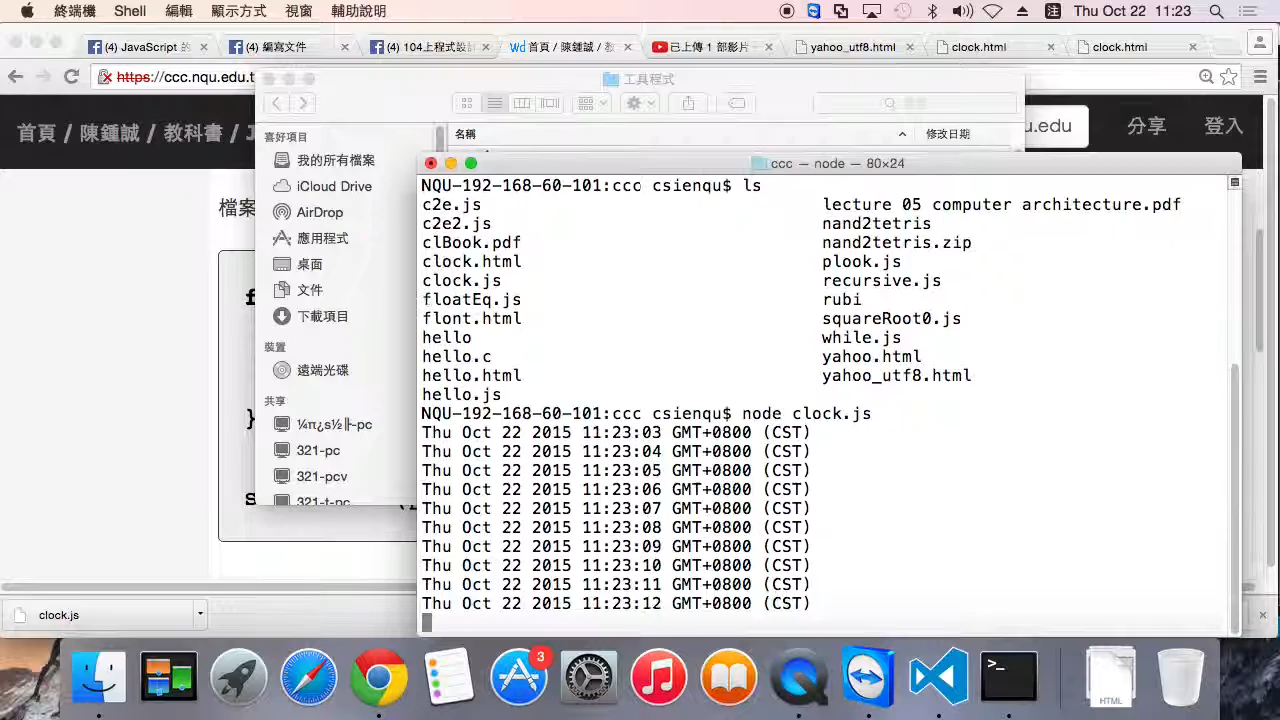 終端機 Shell 編輯 顯示方式 視窗 輔助說明 注 Thu Oct 22 11:23
(4) JavaScript 的 (4) 編寫文件 (4) 104上程式設計 首頁 / 陳鍾誠 / 教 已上傳 1 部影片 yahoo_utf8.html clock.html clock.html
https://ccc.nqu.edu.t
工具程式
首頁 / 陳鍾誠 / 教科書 / J
u.edu 分享 登入
喜好項目
名稱 修改日期
我的所有檔案
iCloud Drive
AirDrop
應用程式
桌面
文件
下載項目
裝置
遠端光碟
共享
321-pc
321-pcv
321-t-pc
檔案
f
}
ccc — node — 80×24
NQU-192-168-60-101:ccc csienqu$ ls
c2e.js lecture 05 computer architecture.pdf
c2e2.js nand2tetris
clBook.pdf nand2tetris.zip
clock.html plook.js
clock.js recursive.js
floatEq.js rubi
flont.html squareRoot0.js
hello while.js
hello.c yahoo.html
hello.html yahoo_utf8.html
hello.js
NQU-192-168-60-101:ccc csienqu$ node clock.js
Thu Oct 22 2015 11:23:03 GMT+0800 (CST)
Thu Oct 22 2015 11:23:04 GMT+0800 (CST)
Thu Oct 22 2015 11:23:05 GMT+0800 (CST)
Thu Oct 22 2015 11:23:06 GMT+0800 (CST)
Thu Oct 22 2015 11:23:07 GMT+0800 (CST)
Thu Oct 22 2015 11:23:08 GMT+0800 (CST)
Thu Oct 22 2015 11:23:09 GMT+0800 (CST)
Thu Oct 22 2015 11:23:10 GMT+0800 (CST)
Thu Oct 22 2015 11:23:11 GMT+0800 (CST)
Thu Oct 22 2015 11:23:12 GMT+0800 (CST)
clock.js
3
HTML